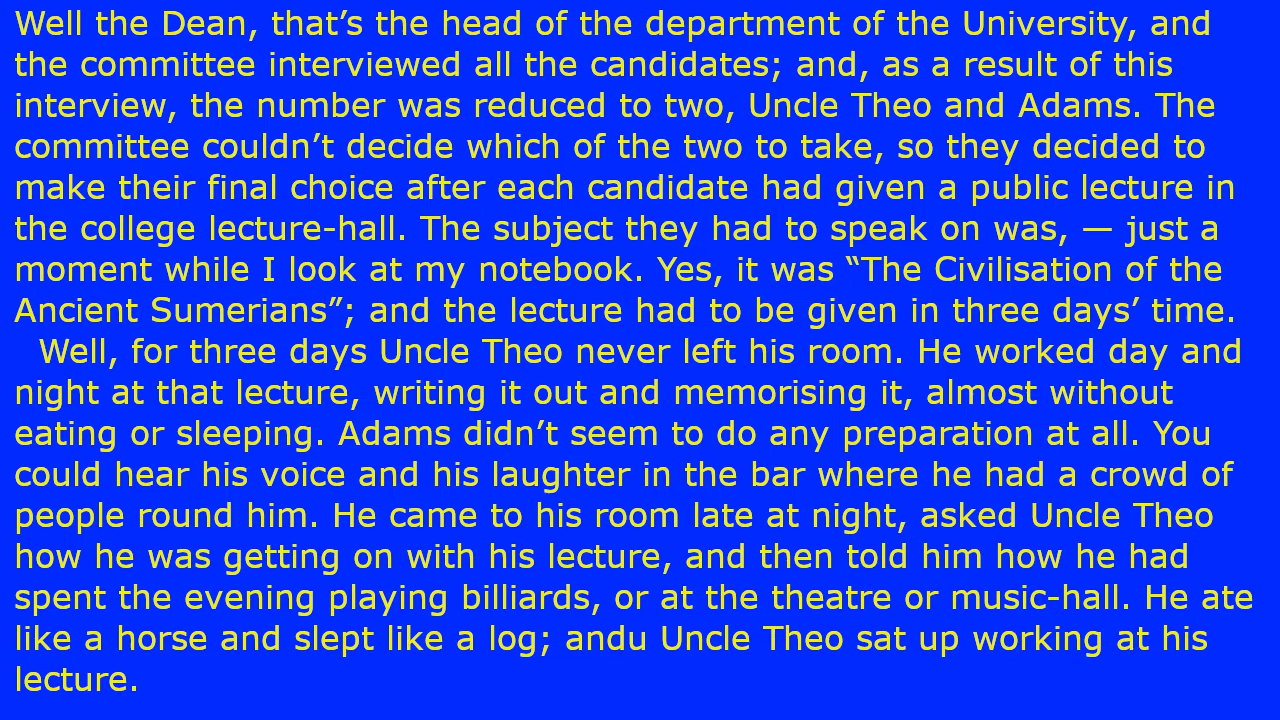 Well the Dean, that’s the head of the department of the University, and
the committee interviewed all the candidates; and, as a result of this
interview, the number was reduced to two, Uncle Theo and Adams. The
committee couldn’t decide which of the two to take, so they decided to
make their final choice after each candidate had given a public lecture in
the college lecture-hall. The subject they had to speak on was, — just a
moment while I look at my notebook. Yes, it was “The Civilisation of the
Ancient Sumerians”; and the lecture had to be given in three days’ time.
Well, for three days Uncle Theo never left his room. He worked day and
night at that lecture, writing it out and memorising it, almost without
eating or sleeping. Adams didn’t seem to do any preparation at all. You
could hear his voice and his laughter in the bar where he had a crowd of
people round him. He came to his room late at night, asked Uncle Theo
how he was getting on with his lecture, and then told him how he had
spent the evening playing billiards, or at the theatre or music-hall. He ate
like a horse and slept like a log; andu Uncle Theo sat up working at his
lecture.